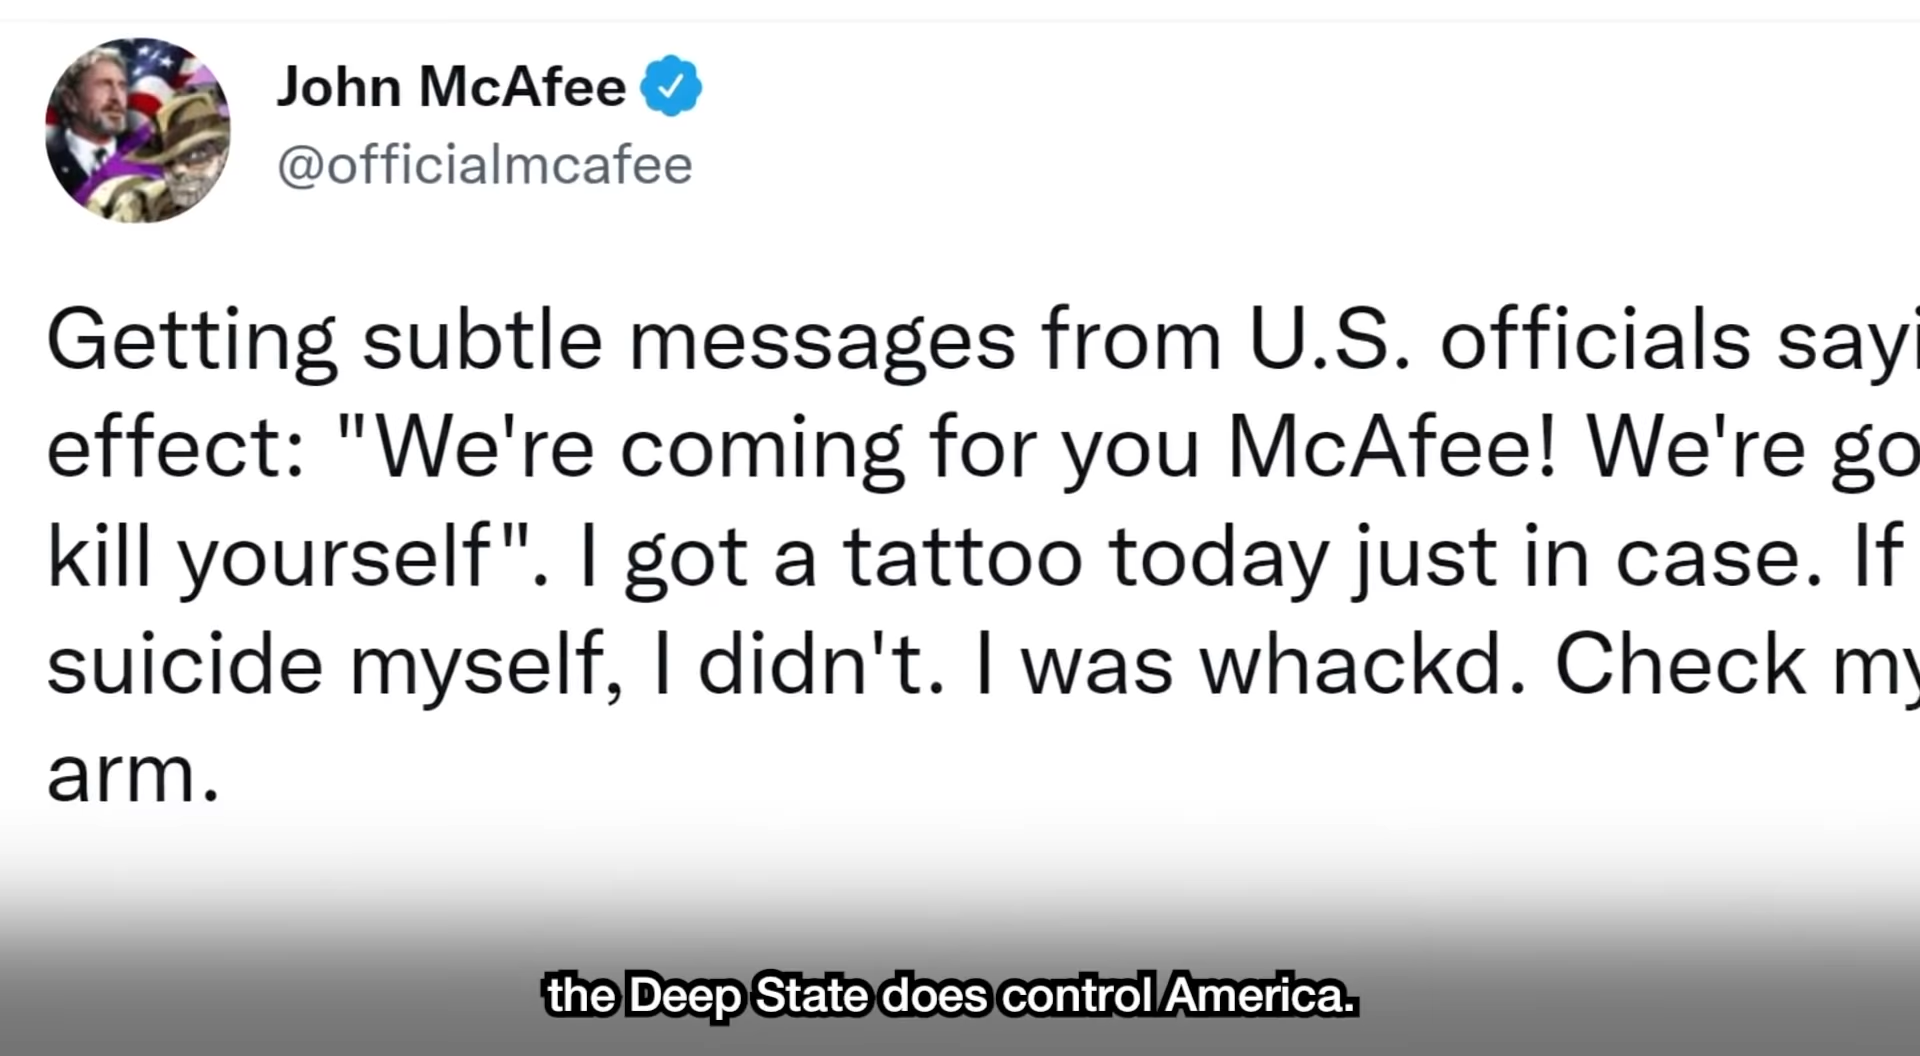 John McAfee
@officialmcafee
Getting subtle messages from U.S. officials sayi
effect: "We're coming for you McAfee! We're go
kill yourself". I got a tattoo today just in case. If
suicide myself, I didn't. I was whackd. Check my
arm.
the Deep State does control America.